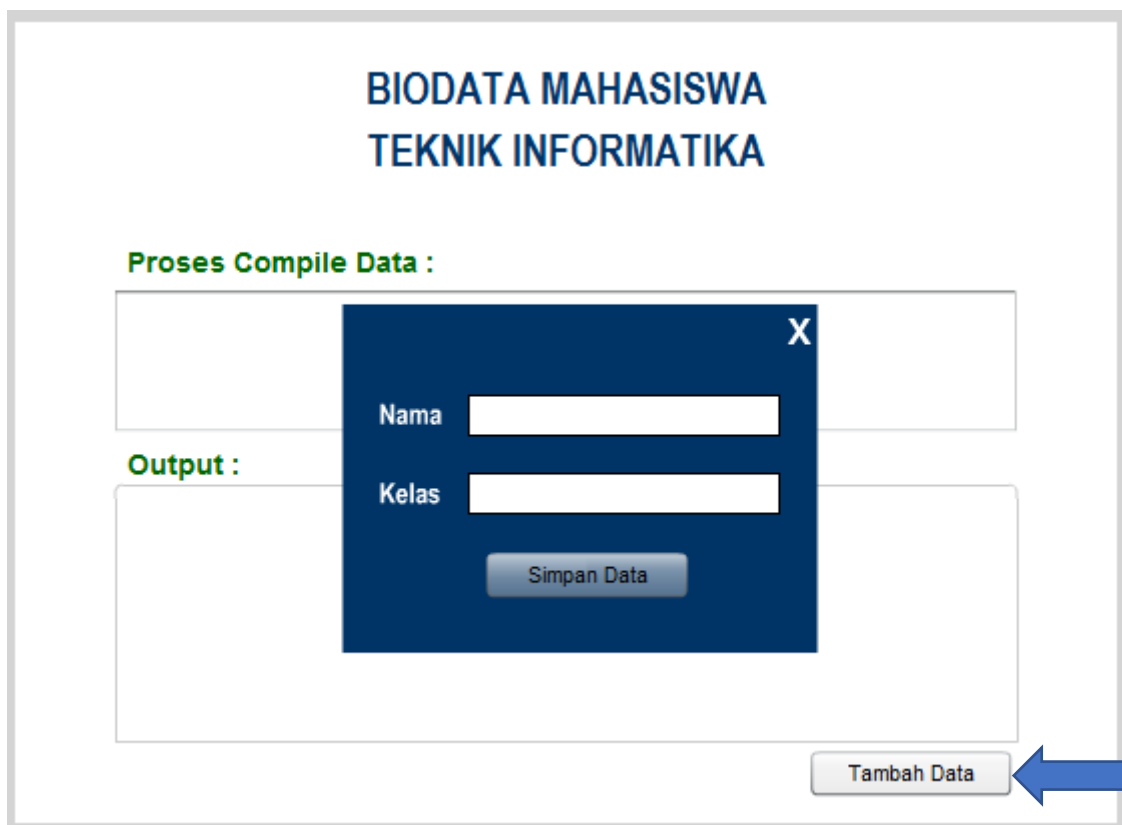 BIODATA MAHASISWA
TEKNIK INFORMATIKA
Proses Compile Data :
X
Nama
Output :
Kelas
Simpan Data
Tambah Data